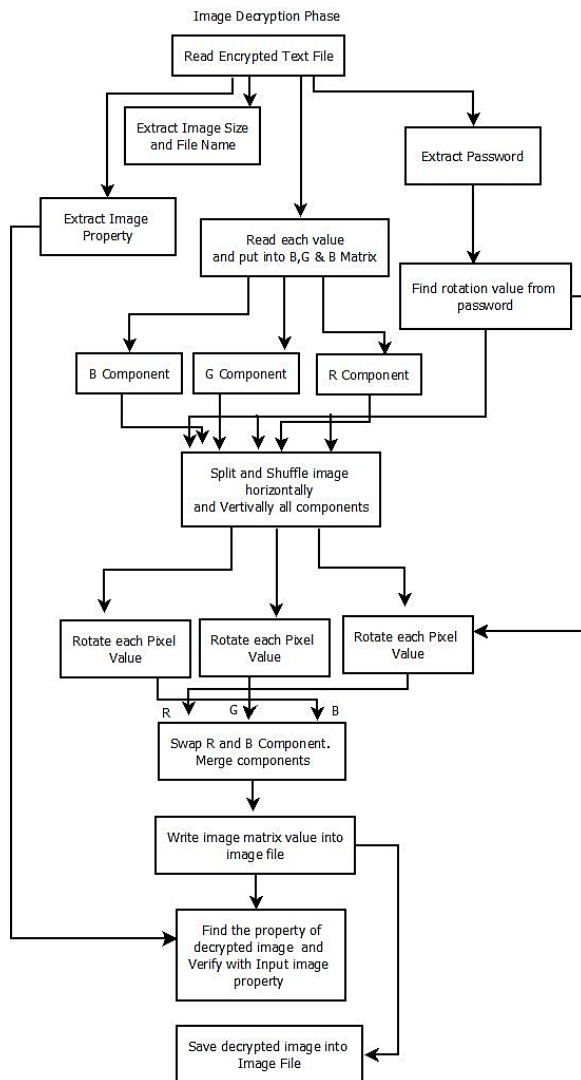 Image Decryption Phase
Read Encrypted Text File
Extract Image Size
and File Name
Extract Password
Extract Image
Property
Read each value
and put into B,G & B Matrix
Find rotation value from
password
B Component
G Component
R Component
Split and Shuffle image
horizontally
and Vertivally all components
Rotate each Pixel
Value
Rotate each Pixel
Value
Rotate each Pixel
Value
R
G
B
Swap R and B Component.
Merge components
Write image matrix value into
image file
Find the property of
decrypted image and
Verify with Input image
property
Save decrypted image into
Image File